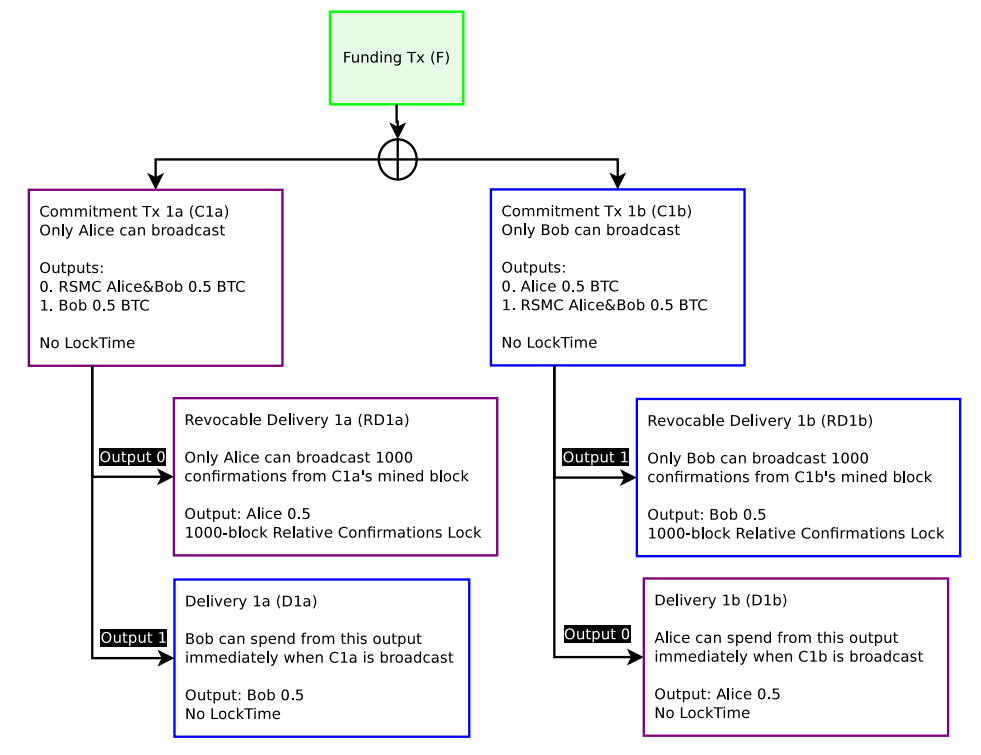 Funding Tx (F)
Commitment Tx 1a (C1a)
Only Alice can broadcast
Outputs:
0. RSMC Alice&Bob 0.5 BTC
1. Bob 0.5 BTC
No LockTime
Commitment Tx 1b (C1b)
Only Bob can broadcast
Outputs:
0. Alice 0.5 BTC
1. RSMC Alice&Bob 0.5 BTC
No LockTime
Output 0
Revocable Delivery 1a (RD1a)
Only Alice can broadcast 1000
confirmations from C1a's mined block
Output: Alice 0.5
1000-block Relative Confirmations Lock
Output 1
Revocable Delivery 1b (RD1b)
Only Bob can broadcast 1000
confirmations from C1b's mined block
Output: Bob 0.5
1000-block Relative Confirmations Lock
Output 1
Delivery 1a (D1a)
Bob can spend from this output
immediately when C1a is broadcast
Output: Bob 0.5
No LockTime
Output 0
Delivery 1b (D1b)
Alice can spend from this output
immediately when C1b is broadcast
Output: Alice 0.5
No LockTime